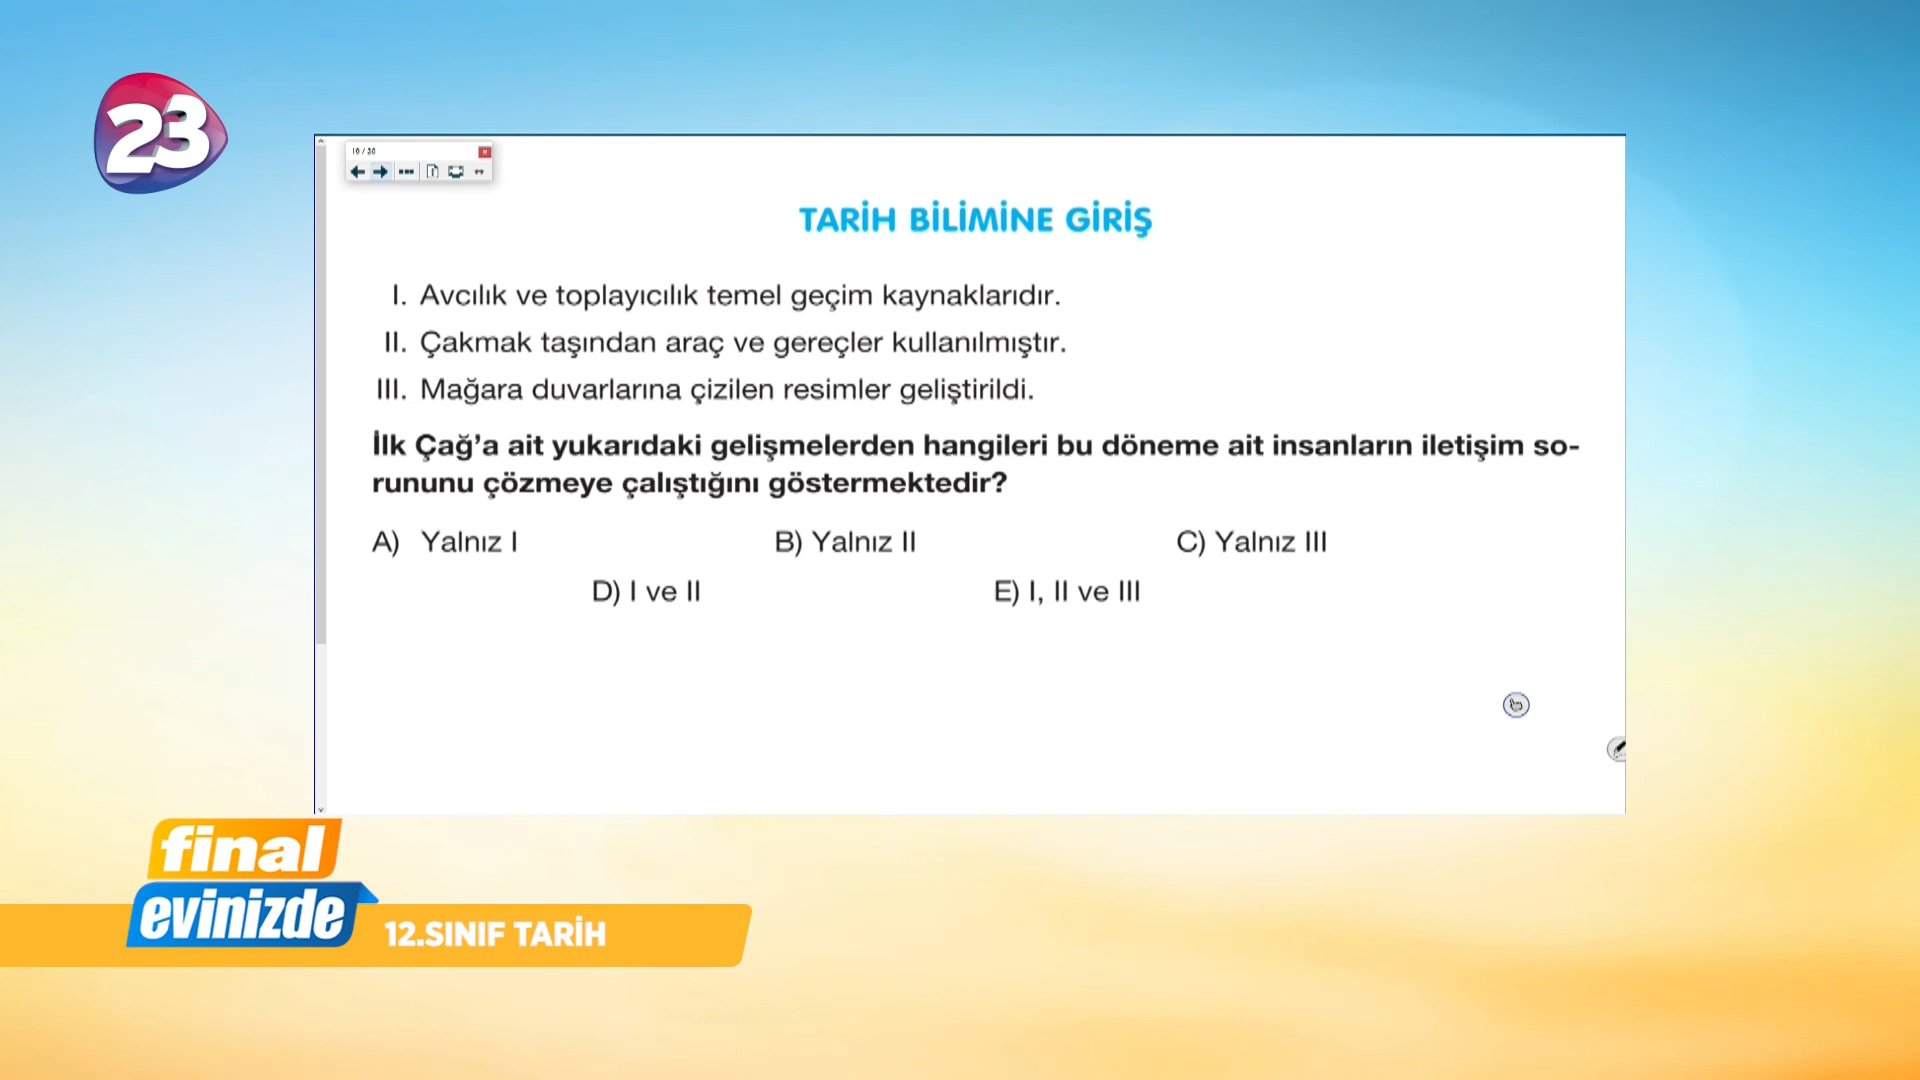 23
16 / 36
TARİH BİLİMİNE GİRİŞ
I. Avcılık ve toplayıcılık temel geçim kaynaklarıdır.
II. Çakmak taşından araç ve gereçler kullanılmıştır.
III. Mağara duvarlarına çizilen resimler geliştirildi.
İlk Çağ’a ait yukarıdaki gelişmelerden hangileri bu döneme ait insanların iletişim so-
rununu çözmeye çalıştığını göstermektedir?
A) Yalnız I B) Yalnız II C) Yalnız III
D) I ve II E) I, II ve III
final
evinizde
12.SINIF TARİH